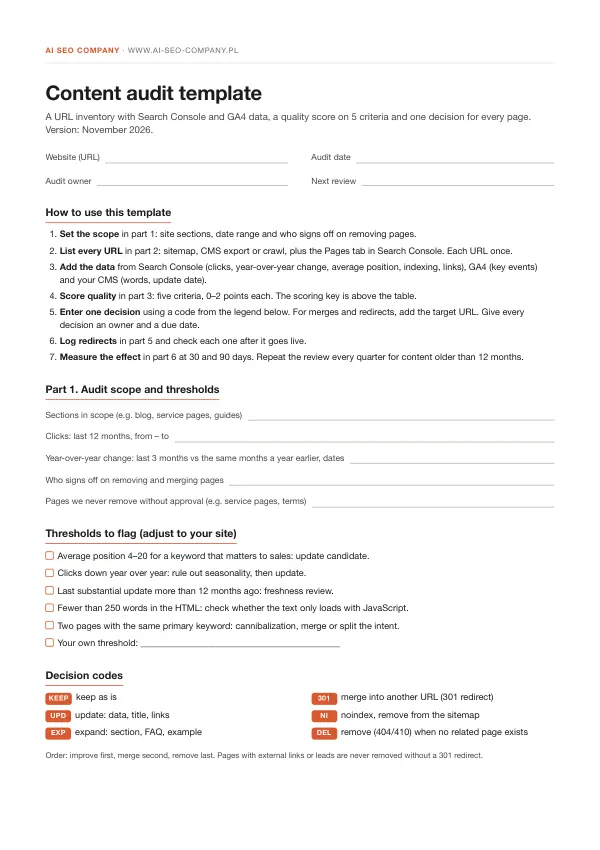 AI SEO COMPANY · WWW.AI-SEO-COMPANY.PL
Content audit template
A URL inventory with Search Console and GA4 data, a quality score on 5 criteria and one decision for every page.
Version: November 2026.
Website (URL)
Audit date
Audit owner
Next review
How to use this template
1. Set the scope in part 1: site sections, date range and who signs off on removing pages.
2. List every URL in part 2: sitemap, CMS export or crawl, plus the Pages tab in Search Console. Each URL once.
3. Add the data from Search Console (clicks, year-over-year change, average position, indexing, links), GA4 (key events)
and your CMS (words, update date).
4. Score quality in part 3: five criteria, 0–2 points each. The scoring key is above the table.
5. Enter one decision using a code from the legend below. For merges and redirects, add the target URL. Give every
decision an owner and a due date.
6. Log redirects in part 5 and check each one after it goes live.
7. Measure the effect in part 6 at 30 and 90 days. Repeat the review every quarter for content older than 12 months.
Part 1. Audit scope and thresholds
Sections in scope (e.g. blog, service pages, guides)
Clicks: last 12 months, from – to
Year-over-year change: last 3 months vs the same months a year earlier, dates
Who signs off on removing and merging pages
Pages we never remove without approval (e.g. service pages, terms)
Thresholds to flag (adjust to your site)
Average position 4–20 for a keyword that matters to sales: update candidate.
Clicks down year over year: rule out seasonality, then update.
Last substantial update more than 12 months ago: freshness review.
Fewer than 250 words in the HTML: check whether the text only loads with JavaScript.
Two pages with the same primary keyword: cannibalization, merge or split the intent.
Your own threshold: ________________________________________
Decision codes
KEEP keep as is
301 merge into another URL (301 redirect)
UPD update: data, title, links
NI noindex, remove from the sitemap
EXP expand: section, FAQ, example
DEL remove (404/410) when no related page exists
Order: improve first, merge second, remove last. Pages with external links or leads are never removed without a 301 redirect.